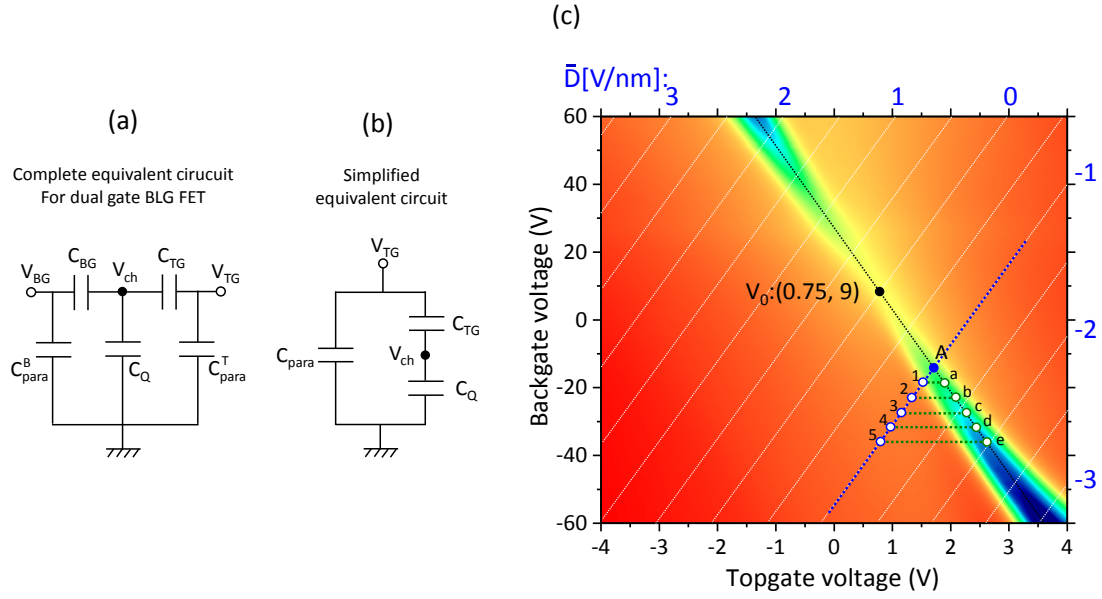 (a)
Complete equivalent cirucuit
For dual gate BLG FET
V_BG
C_BG
V_ch
C_TG
V_TG
C^B_para
C_Q
C^T_para
(b)
Simplified
equivalent circuit
V_TG
C_TG
C_para
V_ch
C_Q
(c)
D̄[V/nm]:
3 2 1 0
60
40
20
0
-20
-40
-60
Backgate voltage (V)
-1
-2
-3
V₀:(0.75, 9)
A
1 a
2 b
3 c
4 d
5 e
-4 -3 -2 -1 0 1 2 3 4
Topgate voltage (V)